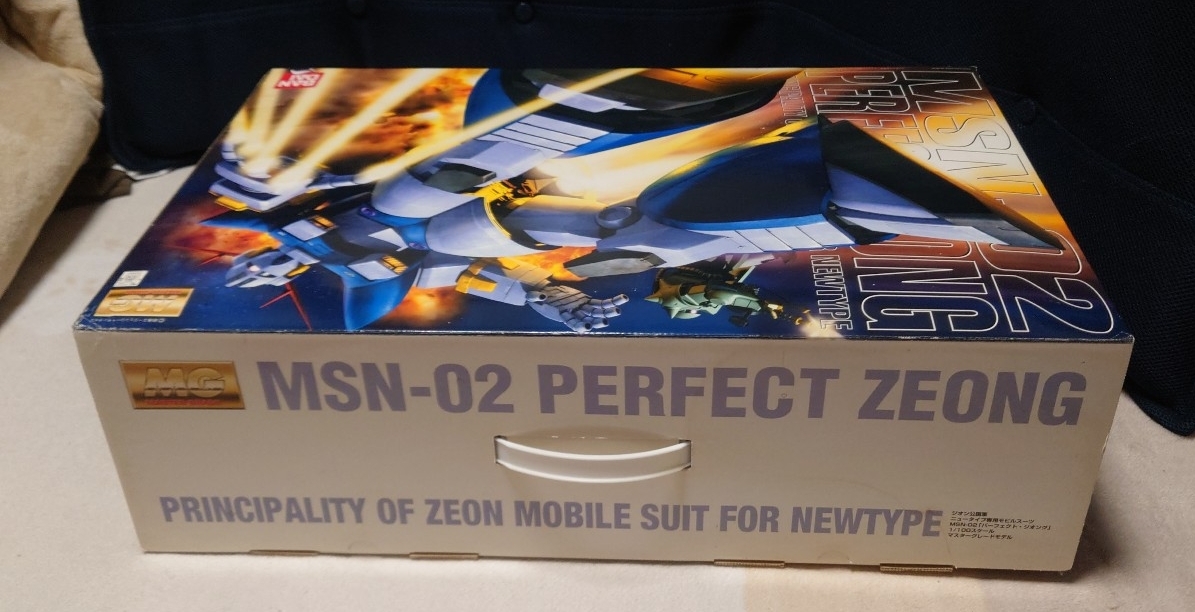 MSN-02
PERFECT ZEONG
NEWTYPE
MG
MG
MSN-02 PERFECT ZEONG
PRINCIPALITY OF ZEON MOBILE SUIT FOR NEWTYPE
ジオン公国軍
ニュータイプ専用モビルスーツ
MSN-02「パーフェクト・ジオング」
1/100スケール
マスターグレードモデル